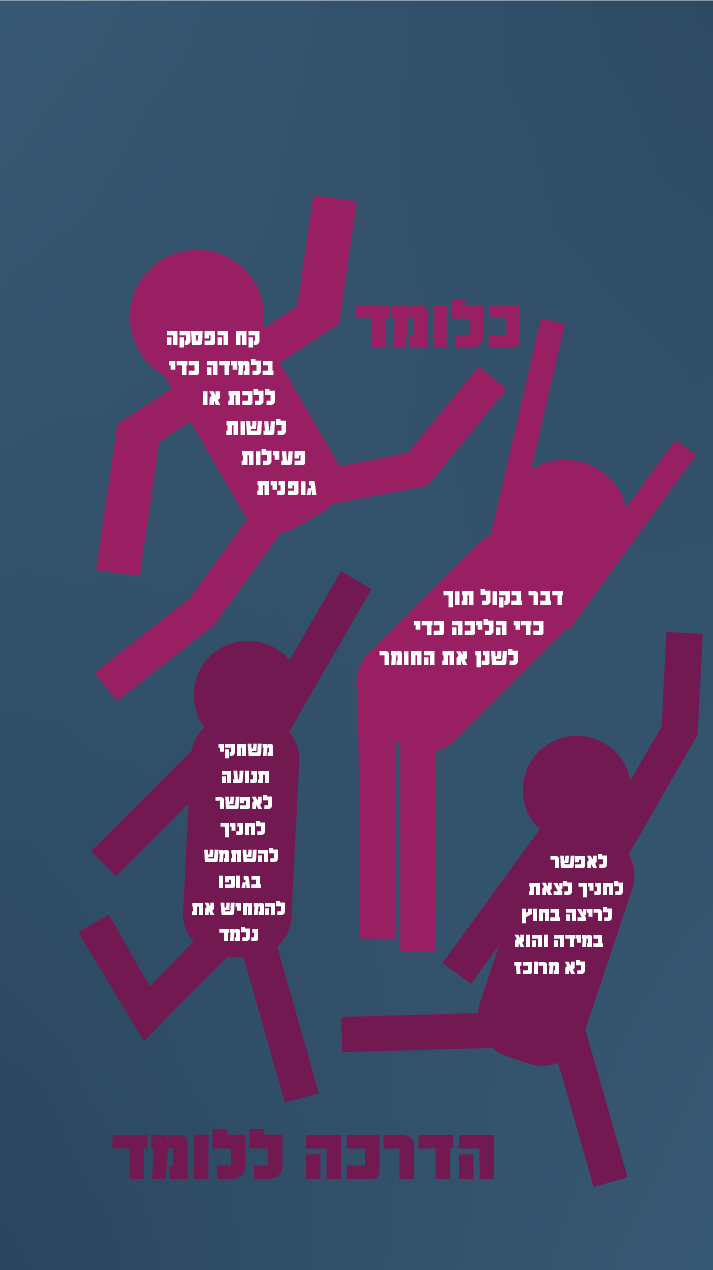 כלומד
קח הפסקה
בלמידה כדי
ללכת או
לעשות
פעילות
גופנית
דבר בקול תוך
כדי הליכה כדי
לשנן את החומר
משחקי
תנועה
לאפשר
לחניך
להשתמש
בגופו
להמחיש את
נלמד
לאפשר
לחניך לצאת
לריצה בחוץ
במידה והוא
לא מרוכז
הדרכה ללומד